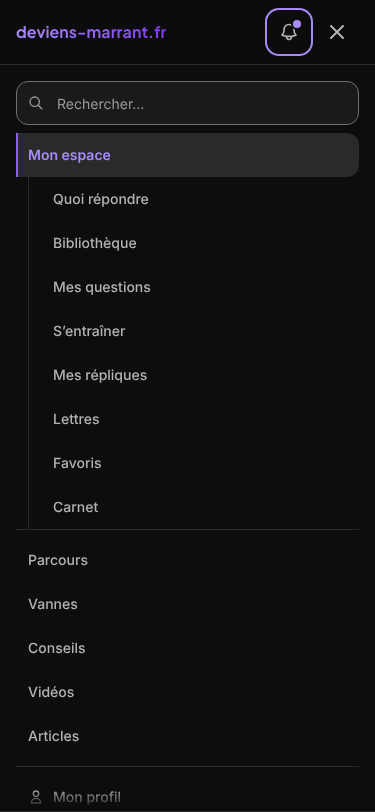 deviens-marrant.fr
Rechercher...
Mon espace
Quoi répondre
Bibliothèque
Mes questions
S’entraîner
Mes répliques
Lettres
Favoris
Carnet
Parcours
Vannes
Conseils
Vidéos
Articles
Mon profil